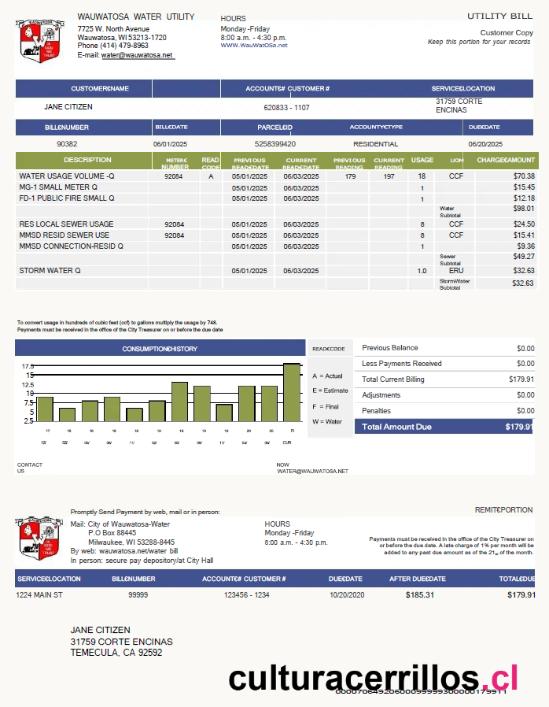 WAUWATOSA WATER UTILITY
7725 W. North Avenue
Wauwatosa, WI 53213-1720
Phone (414) 479-8963
E-mail: water@wauwatosa.net
HOURS
Monday -Friday
8:00 a.m. - 4:30 p.m.
WWW.WauWatOSa.net
UTILITY BILL
Customer Copy
Keep this portion for your records
CUSTOMERNAME ACCOUNT# CUSTOMER # SERVICELOCATION
JANE CITIZEN 620833 - 1107 31759 CORTE
ENCINAS
BILLNUMBER BILLEDATE PARCELID ACCOUNTCTYPE DUEDATE
90382 06/01/2025 5258399420 RESIDENTIAL 06/20/2025
DESCRIPTION METER# NUMBER READ CODE PREVIOUS READDATE CURRENT READDATE PREVIOUS READING CURRENT READING USAGE UOM CHARGEAMOUNT
WATER USAGE VOLUME -Q 92084 A 05/01/2025 06/03/2025 179 197 18 CCF $70.38
MG-1 SMALL METER Q 05/01/2025 06/03/2025 1 $15.45
FD-1 PUBLIC FIRE SMALL Q 05/01/2025 06/03/2025 1 $12.18
Water
Subtotal $98.01
RES LOCAL SEWER USAGE 92084 05/01/2025 06/03/2025 8 CCF $24.50
MMSD RESID SEWER USE 92084 05/01/2025 06/03/2025 8 CCF $15.41
MMSD CONNECTION-RESID Q 05/01/2025 06/03/2025 1 $9.36
Sewer
Subtotal $49.27
STORM WATER Q 05/01/2025 06/03/2025 1.0 ERU $32.63
StormWater
Subtotal $32.63
To convert usage in hundreds of cubic feet (ccf) to gallons multiply the usage by 748.
Payments must be received in the office of the City Treasurer on or before the due date
CONSUMPTIONHISTORY
17.5
15
12.5
10
7.5
5
2.5
CUR
READECODE
A = Actual
E = Estimate
F = Final
W = Water
Previous Balance $0.00
Less Payments Received $0.00
Total Current Billing $179.91
Adjustments $0.00
Penalties $0.00
Total Amount Due $179.91
CONTACT
US
NOW
WATER@WAUWATOSA.NET
REMITEPORTION
Promptly Send Payment by web, mail or in person:
Mail: City of Wauwatosa-Water
P.O Box 88445
Milwaukee, WI 53288-8445
By web: wauwatosa.net/water bill
In person: secure pay depository/at City Hall
HOURS
Monday -Friday
8:00 a.m. - 4:30 p.m.
Payments must be received in the office of the City Treasurer on
or before the due date. A late charge of 1% per month will be
added to any past due amount as of the 21st of the month.
SERVICELOCATION BILLNUMBER ACCOUNT# CUSTOMER # DUEDATE AFTER DUEDATE TOTALDUE
1224 MAIN ST 99999 123456 - 1234 10/20/2020 $185.31 $179.91
JANE CITIZEN
31759 CORTE ENCINAS
TEMECULA, CA 92592
culturacerrillos.cl